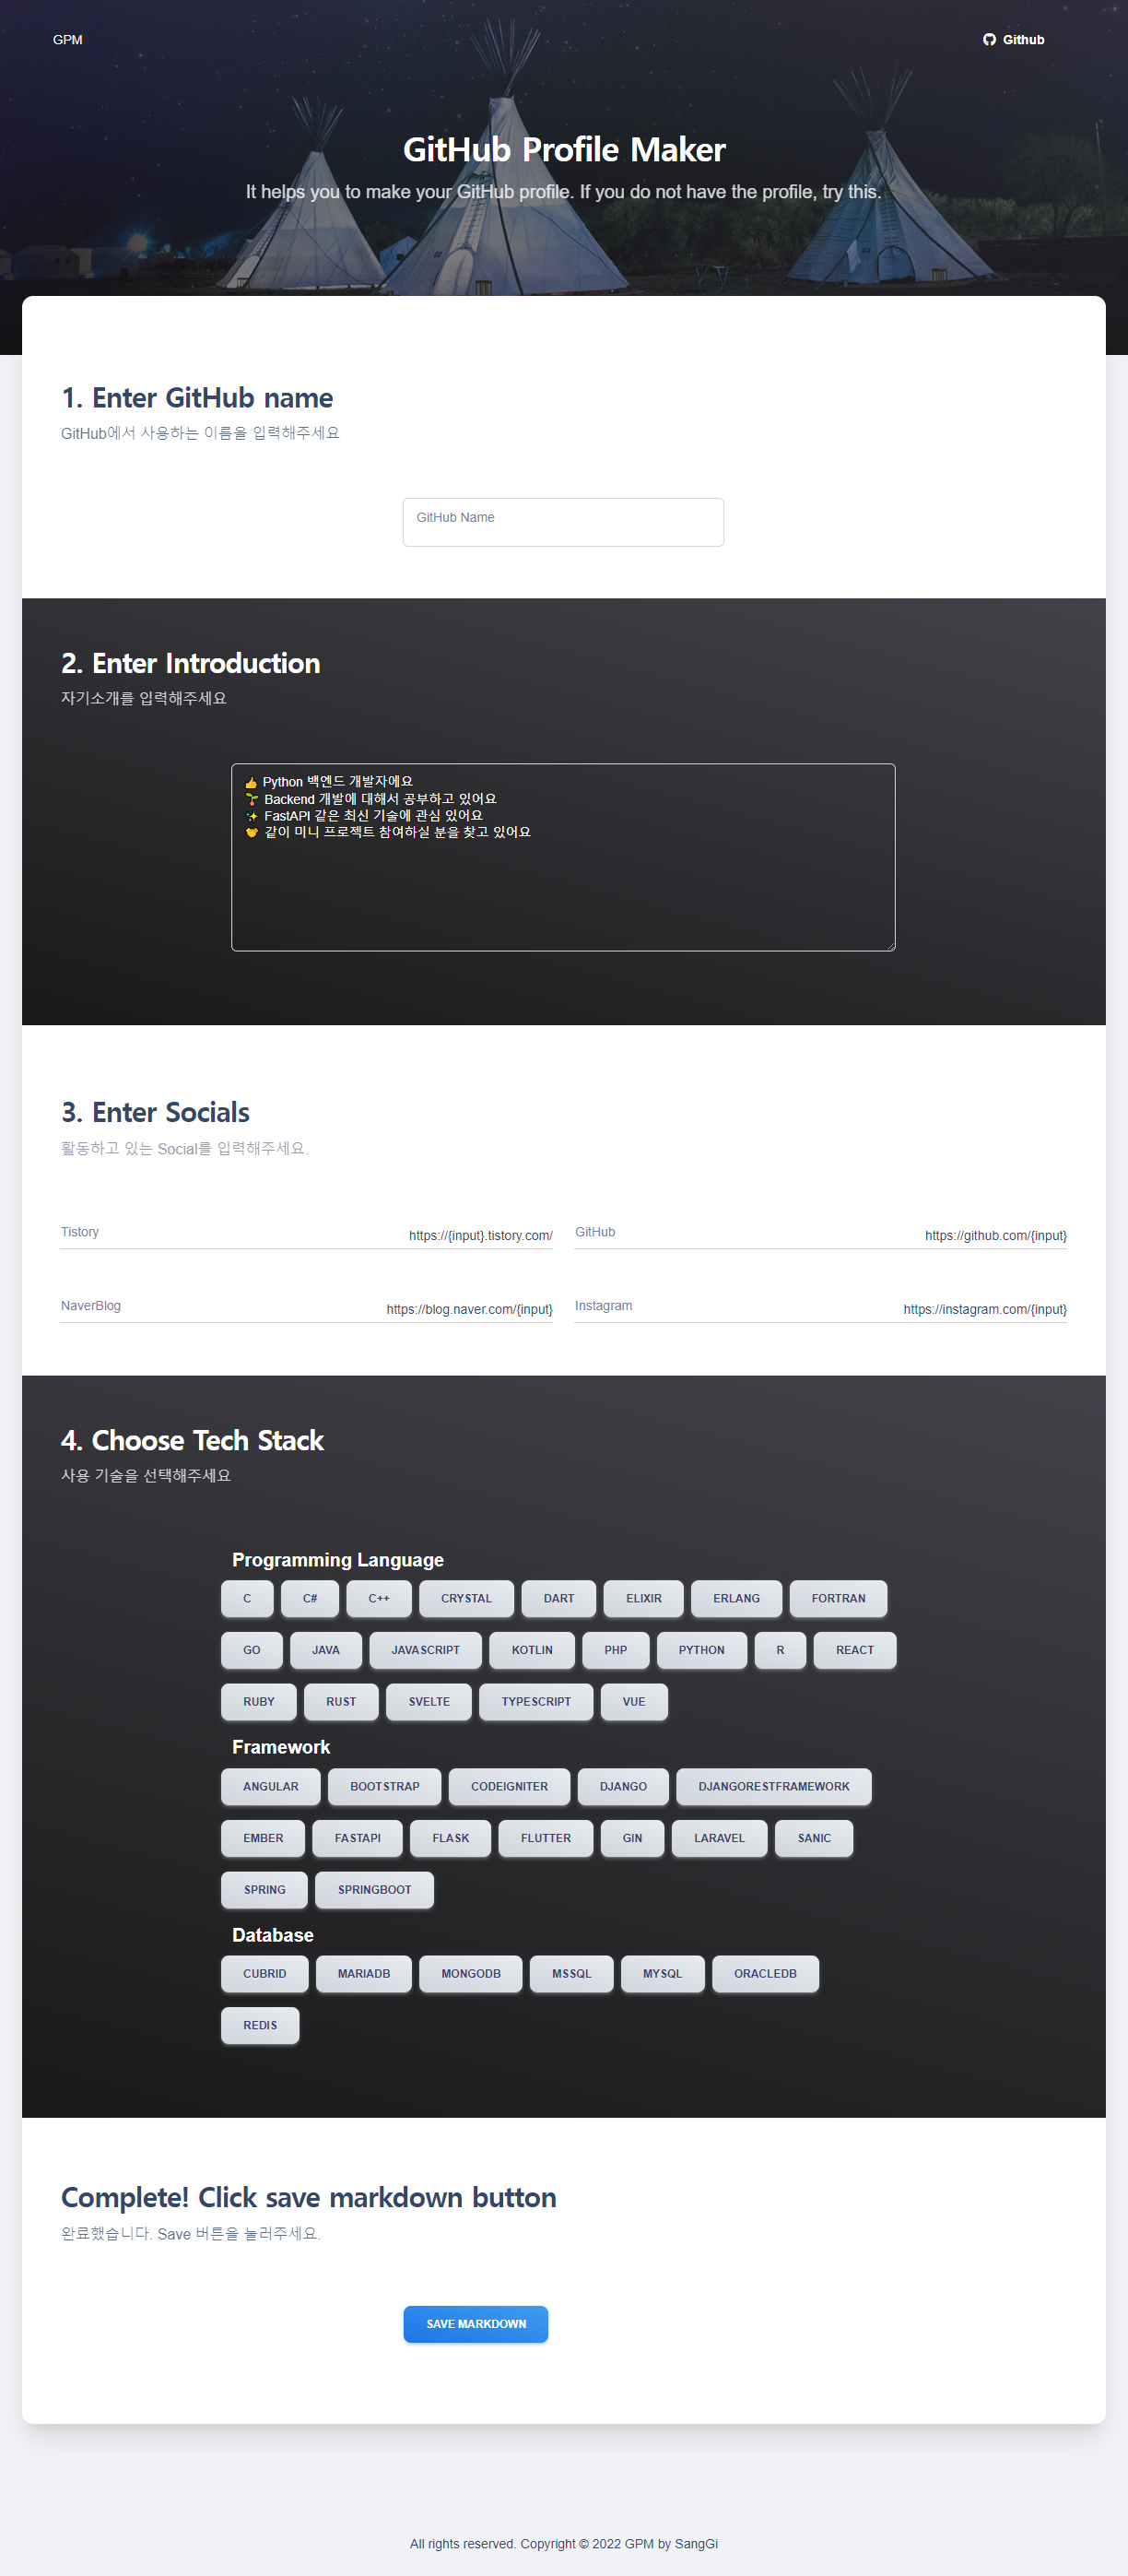 GPM
Github
GitHub Profile Maker
It helps you to make your GitHub profile. If you do not have the profile, try this.
1. Enter GitHub name
GitHub에서 사용하는 이름을 입력해주세요
GitHub Name
2. Enter Introduction
자기소개를 입력해주세요
👍 Python 백엔드 개발자에요
🌱 Backend 개발에 대해서 공부하고 있어요
✨ FastAPI 같은 최신 기술에 관심 있어요
🤝 같이 미니 프로젝트 참여하실 분을 찾고 있어요
3. Enter Socials
활동하고 있는 Social를 입력해주세요.
Tistory https://{input}.tistory.com/
GitHub https://github.com/{input}
NaverBlog https://blog.naver.com/{input}
Instagram https://instagram.com/{input}
4. Choose Tech Stack
사용 기술을 선택해주세요
Programming Language
C C# C++ CRYSTAL DART ELIXIR ERLANG FORTRAN
GO JAVA JAVASCRIPT KOTLIN PHP PYTHON R REACT
RUBY RUST SVELTE TYPESCRIPT VUE
Framework
ANGULAR BOOTSTRAP CODEIGNITER DJANGO DJANGORESTFRAMEWORK
EMBER FASTAPI FLASK FLUTTER GIN LARAVEL SANIC
SPRING SPRINGBOOT
Database
CUBRID MARIADB MONGODB MSSQL MYSQL ORACLEDB
REDIS
Complete! Click save markdown button
완료했습니다. Save 버튼을 눌러주세요.
SAVE MARKDOWN
All rights reserved. Copyright © 2022 GPM by SangGi